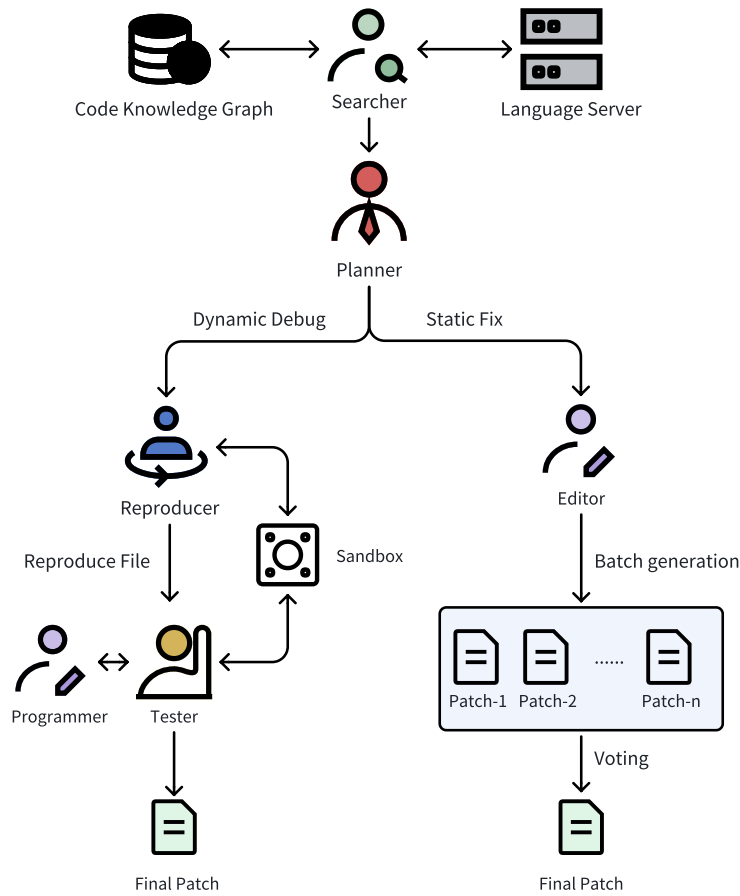 Code Knowledge Graph
Searcher
Language Server
Planner
Dynamic Debug
Static Fix
Reproducer
Editor
Reproduce File
Sandbox
Batch generation
Programmer
Tester
Patch-1
Patch-2
......
Patch-n
Voting
Final Patch
Final Patch